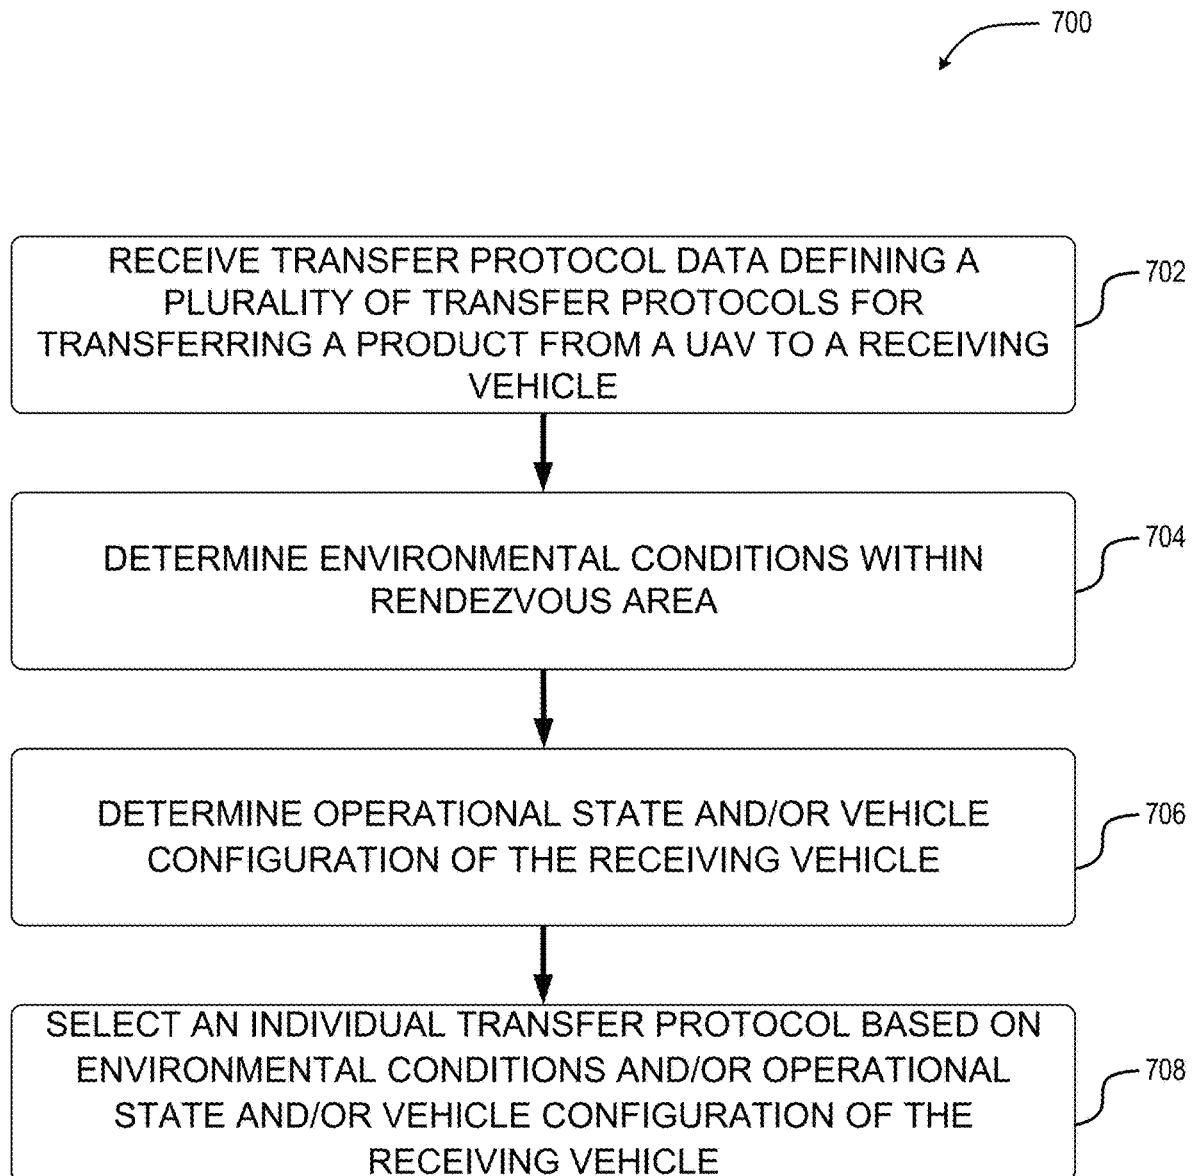 700
RECEIVE TRANSFER PROTOCOL DATA DEFINING A
PLURALITY OF TRANSFER PROTOCOLS FOR
TRANSFERRING A PRODUCT FROM A UAV TO A RECEIVING
VEHICLE
702
DETERMINE ENVIRONMENTAL CONDITIONS WITHIN
RENDEZVOUS AREA
704
DETERMINE OPERATIONAL STATE AND/OR VEHICLE
CONFIGURATION OF THE RECEIVING VEHICLE
706
SELECT AN INDIVIDUAL TRANSFER PROTOCOL BASED ON
ENVIRONMENTAL CONDITIONS AND/OR OPERATIONAL
STATE AND/OR VEHICLE CONFIGURATION OF THE
RECEIVING VEHICLE
708